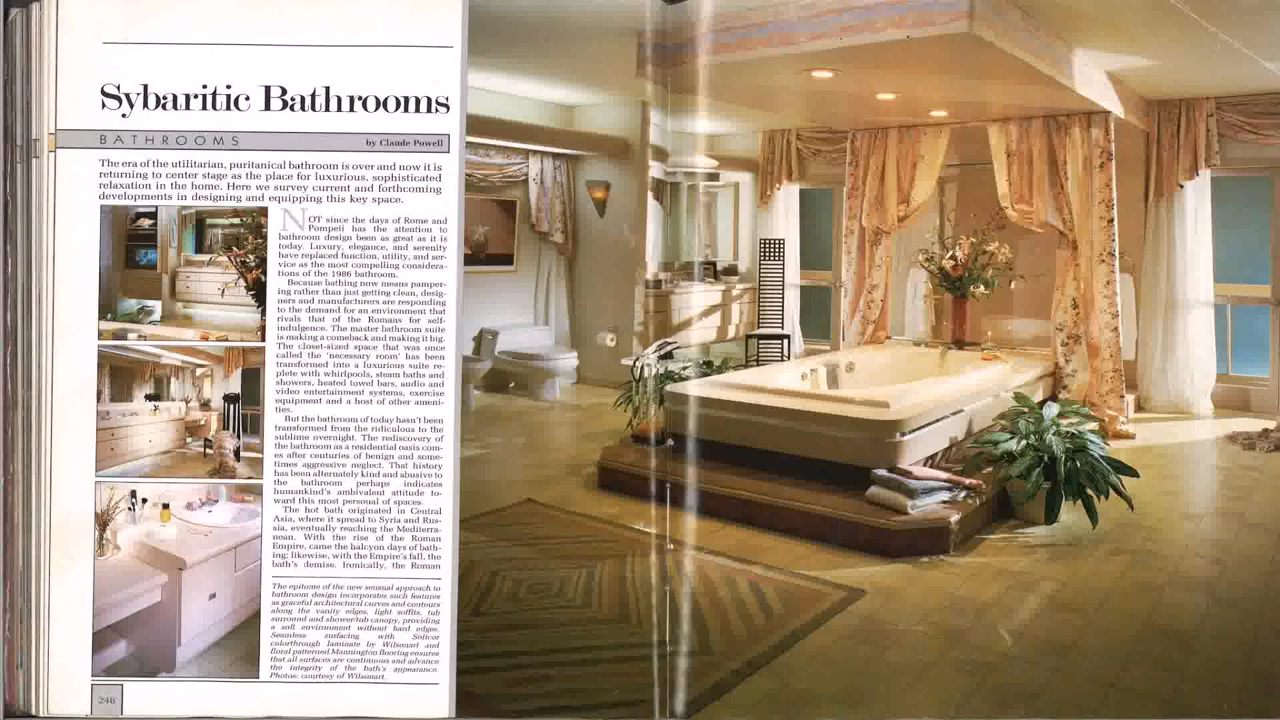 Sybaritic Bathrooms
BATHROOMS
by Claude Powell
The era of the utilitarian, puritanical bathroom is over and now it is
returning to center stage as the place for luxurious, sophisticated
relaxation in the home. Here we survey current and forthcoming
developments in designing and equipping this key space.
NOT since the days of Rome and
Pompeii has the attention to
bathroom design been as great as it is
today. Luxury, elegance, and serenity
have replaced function, utility, and ser-
vice as the most compelling considera-
tions of the 1986 bathroom.
Because bathing now means pamper-
ing rather than just getting clean, desig-
ners and manufacturers are responding
to the demand for an environment that
rivals that of the Romans for self-
indulgence. The master bathroom suite
is making a comeback and making it big.
The closet-sized space that was once
called the 'necessary room' has been
transformed into a luxurious suite re-
plete with whirlpools, steam baths and
showers, heated towel bars, audio and
video entertainment systems, exercise
equipment and a host of other ameni-
ties.
But the bathroom of today hasn't been
transformed from the ridiculous to the
sublime overnight. The rediscovery of
the bathroom as a residential oasis com-
es after centuries of benign and some-
times aggressive neglect. That history
has been alternately kind and abusive to
the bathroom perhaps indicates
humankind's ambivalent attitude to-
ward this most personal of spaces.
The hot bath originated in Central
Asia, where it spread to Syria and Rus-
sia, eventually reaching the Mediterra-
nean. With the rise of the Roman
Empire, came the halcyon days of bath-
ing; likewise, with the Empire's fall, the
bath's demise. Ironically, the Roman
The epitome of the new sensual approach to
bathroom design incorporates such features
as graceful architectural curves and contours
along the vanity edges, light soffits, tub
surround and shower/tub canopy, providing
a soft environment without hard edges.
Seamless surfacing with Solicor
colorthrough laminate by Wilsonart and
floral patterned Mannington flooring ensures
that all surfaces are continuous and advance
the integrity of the bath's appearance.
Photos: courtesy of Wilsonart.
246